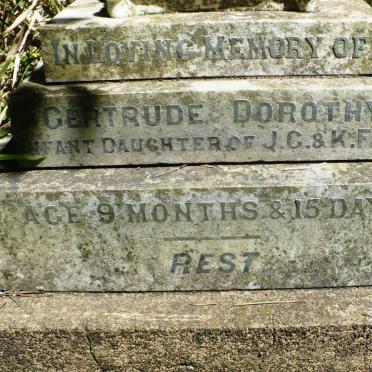 IN LOVING MEMORY OF
GERTRUDE DOROTHY
INFANT DAUGHTER OF J.C. & K.F
AGE 9 MONTHS & 15 DAY
REST